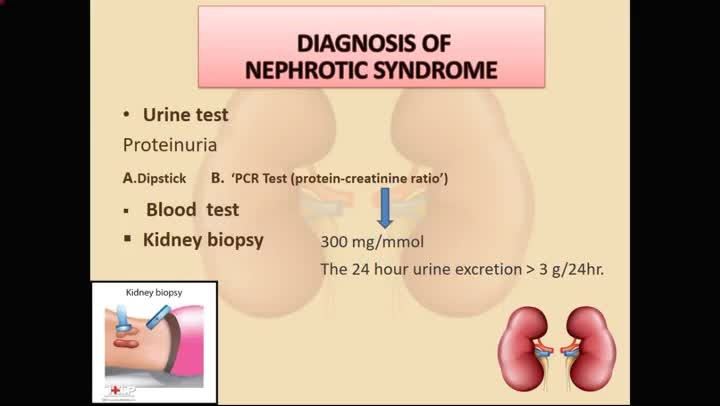 DIAGNOSIS OF
NEPHROTIC SYNDROME
• Urine test
Proteinuria
A.Dipstick B. ‘PCR Test (protein-creatinine ratio’)
▪ Blood test
▪ Kidney biopsy
300 mg/mmol
The 24 hour urine excretion > 3 g/24hr.
Kidney biopsy